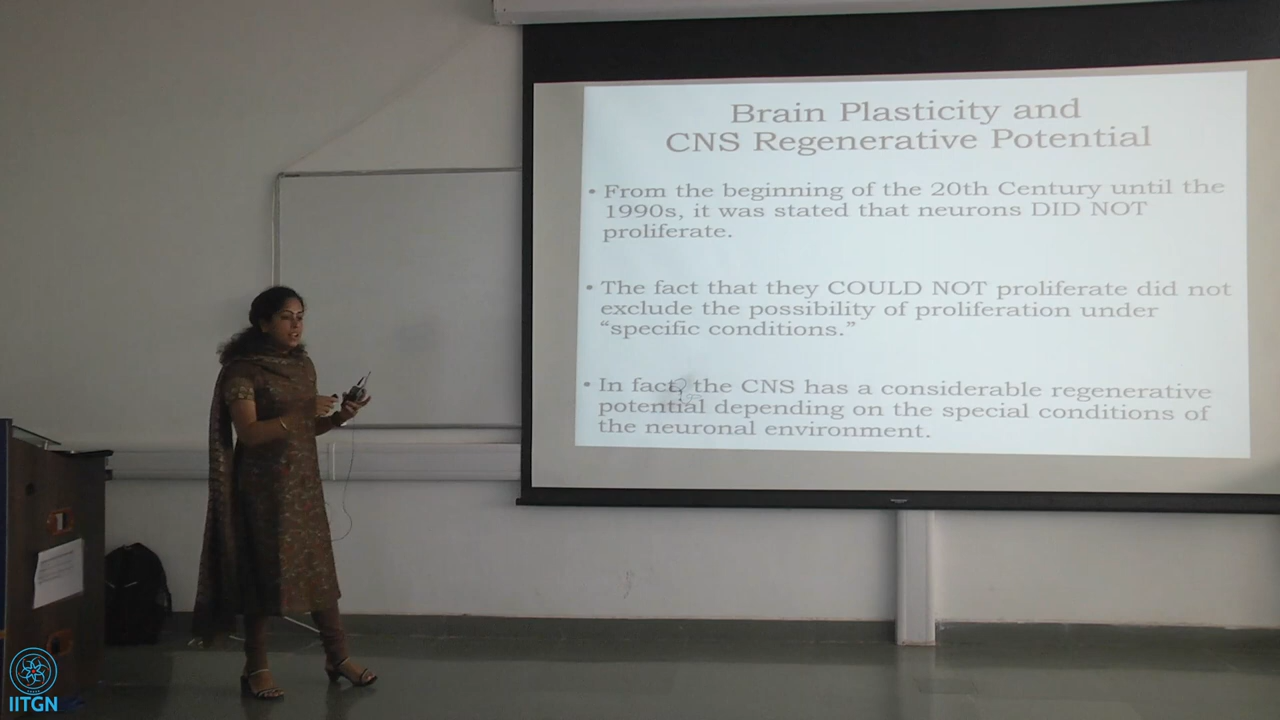 Brain Plasticity and
CNS Regenerative Potential
• From the beginning of the 20th Century until the
1990s, it was stated that neurons DID NOT
proliferate.
• The fact that they COULD NOT proliferate did not
exclude the possibility of proliferation under
“specific conditions.”
• In fact, the CNS has a considerable regenerative
potential depending on the special conditions of
the neuronal environment.
IITGN